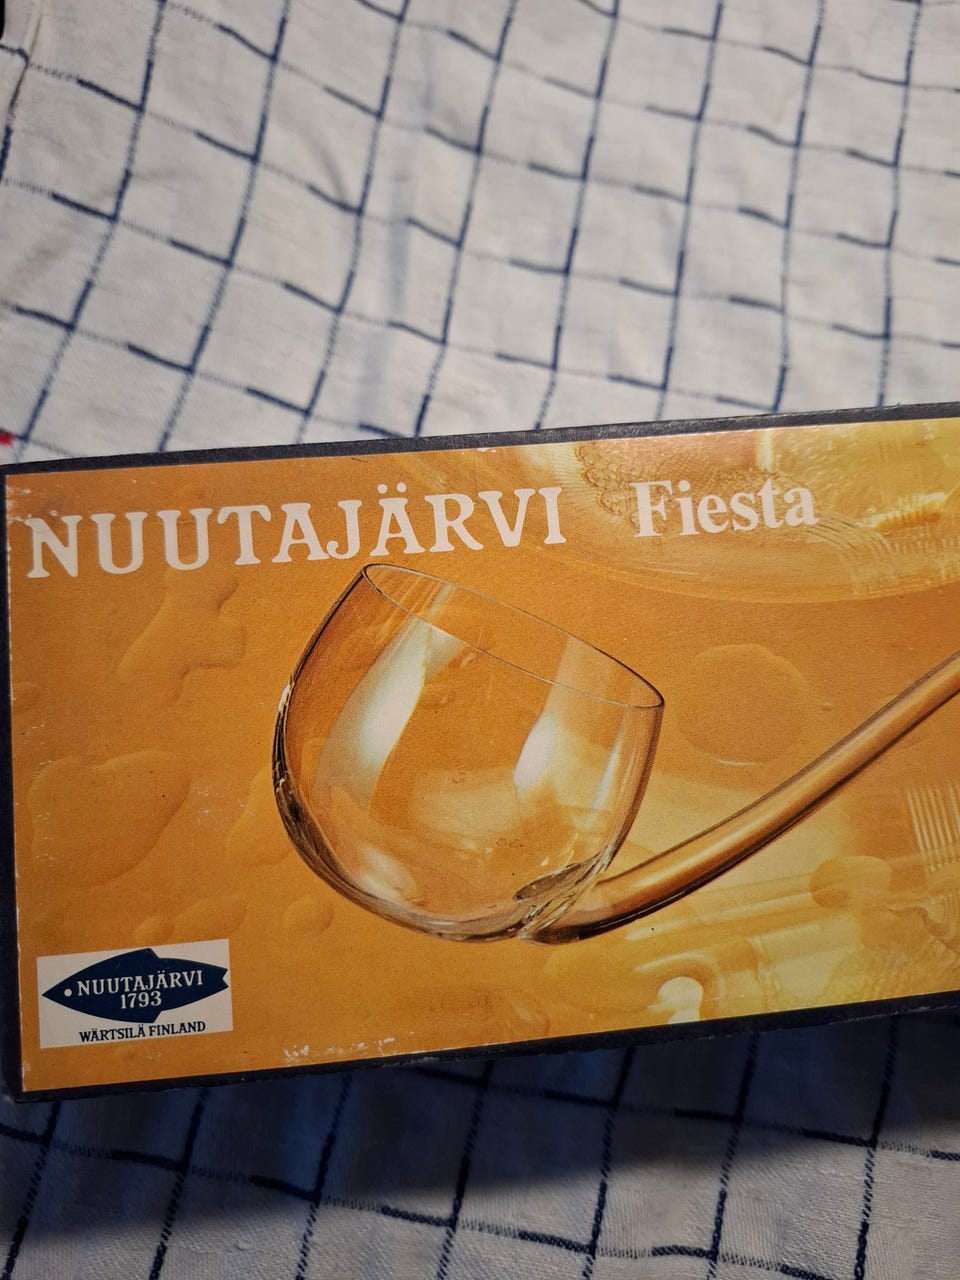 NUUTAJÄRVI Fiesta
NUUTAJÄRVI
1793
WÄRTSILÄ FINLAND